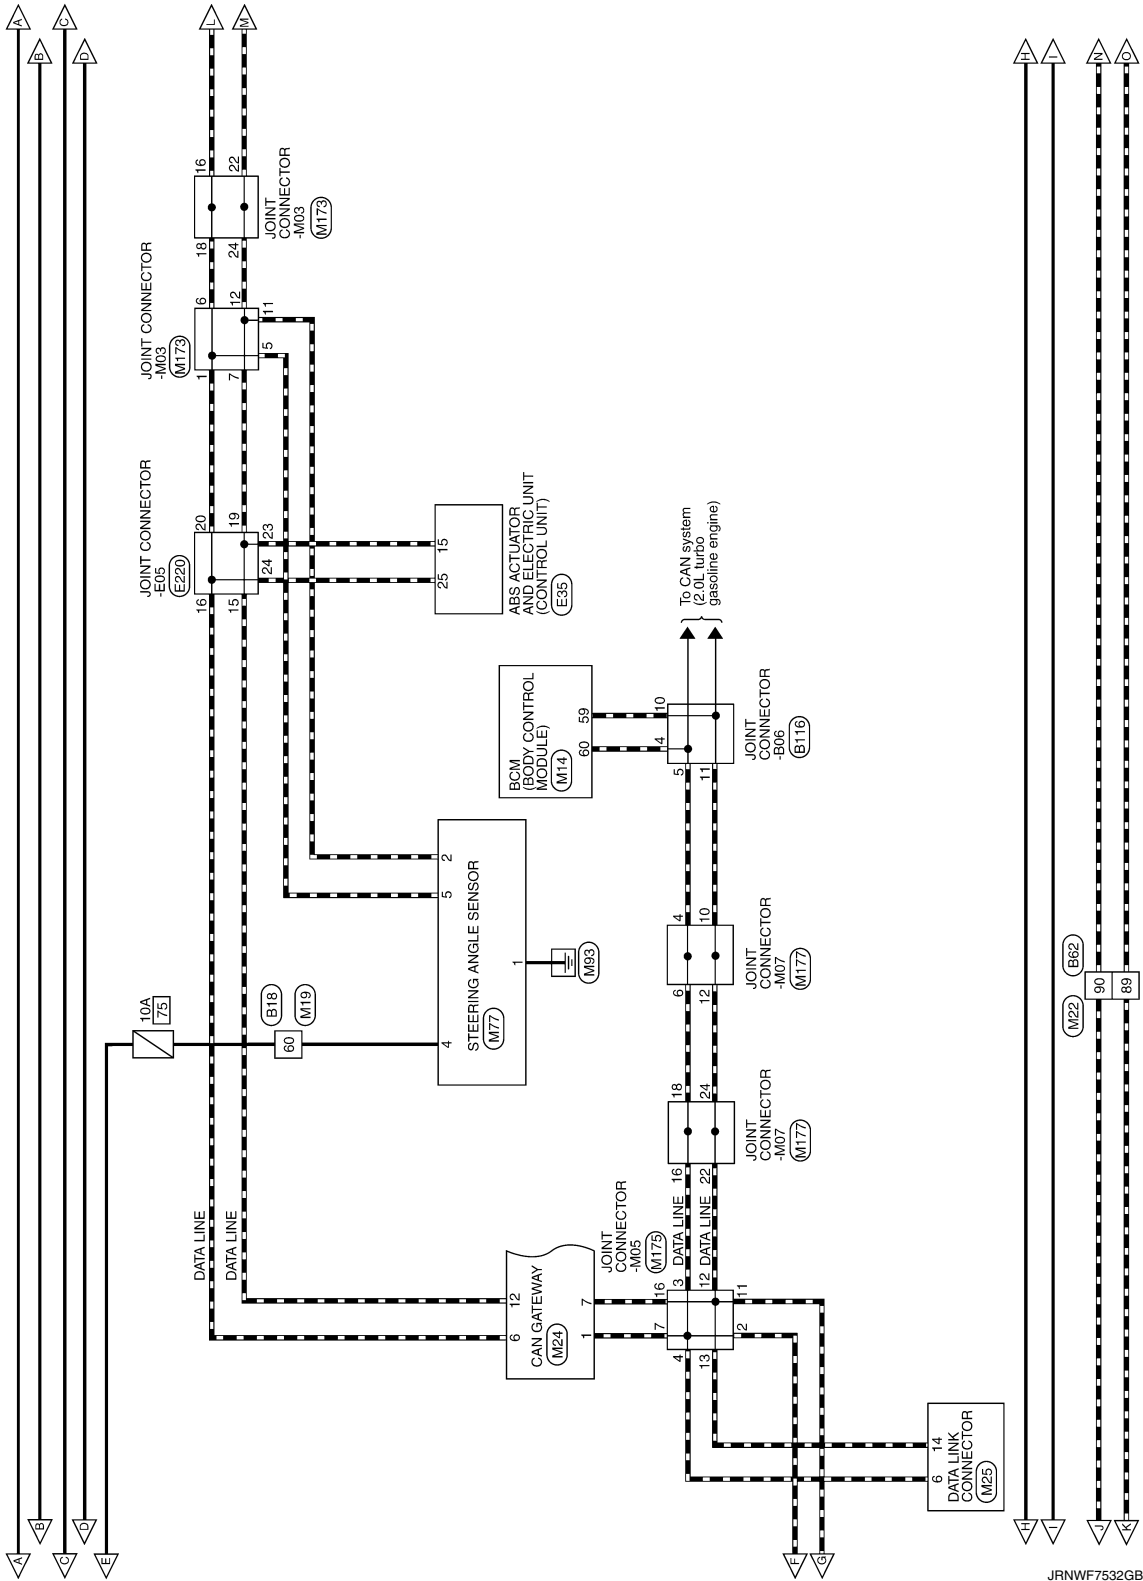 A
B
C
D
L
M
H
I
N
O
16
22
JOINT
CONNECTOR
-M03
M173
18
24
JOINT CONNECTOR
-M03
M173
6
12
11
5
1
7
JOINT CONNECTOR
-E05
E220
20
19
23
24
16
15
15
25
ABS ACTUATOR
AND ELECTRIC UNIT
(CONTROL UNIT)
E35
To CAN system
(2.0L turbo
gasoline engine)
BCM
(BODY CONTROL
MODULE)
M14
59
60
10
4
5
11
JOINT
CONNECTOR
-B06
B116
2
5
STEERING ANGLE SENSOR
M77
1
4
M93
10A
75
B18
M19
60
4
10
6
12
JOINT
CONNECTOR
-M07
M177
18
24
16
22
JOINT
CONNECTOR
-M07
M177
B62
M22
90
89
DATA LINE
DATA LINE
DATA LINE
DATA LINE
JOINT
CONNECTOR
-M05
M175
CAN GATEWAY
M24
12
6
7
1
16
7
3
12
11
2
4
13
DATA LINK
CONNECTOR
M25
14
6
A
B
C
D
E
F
G
H
I
J
K
JRNWF7532GB